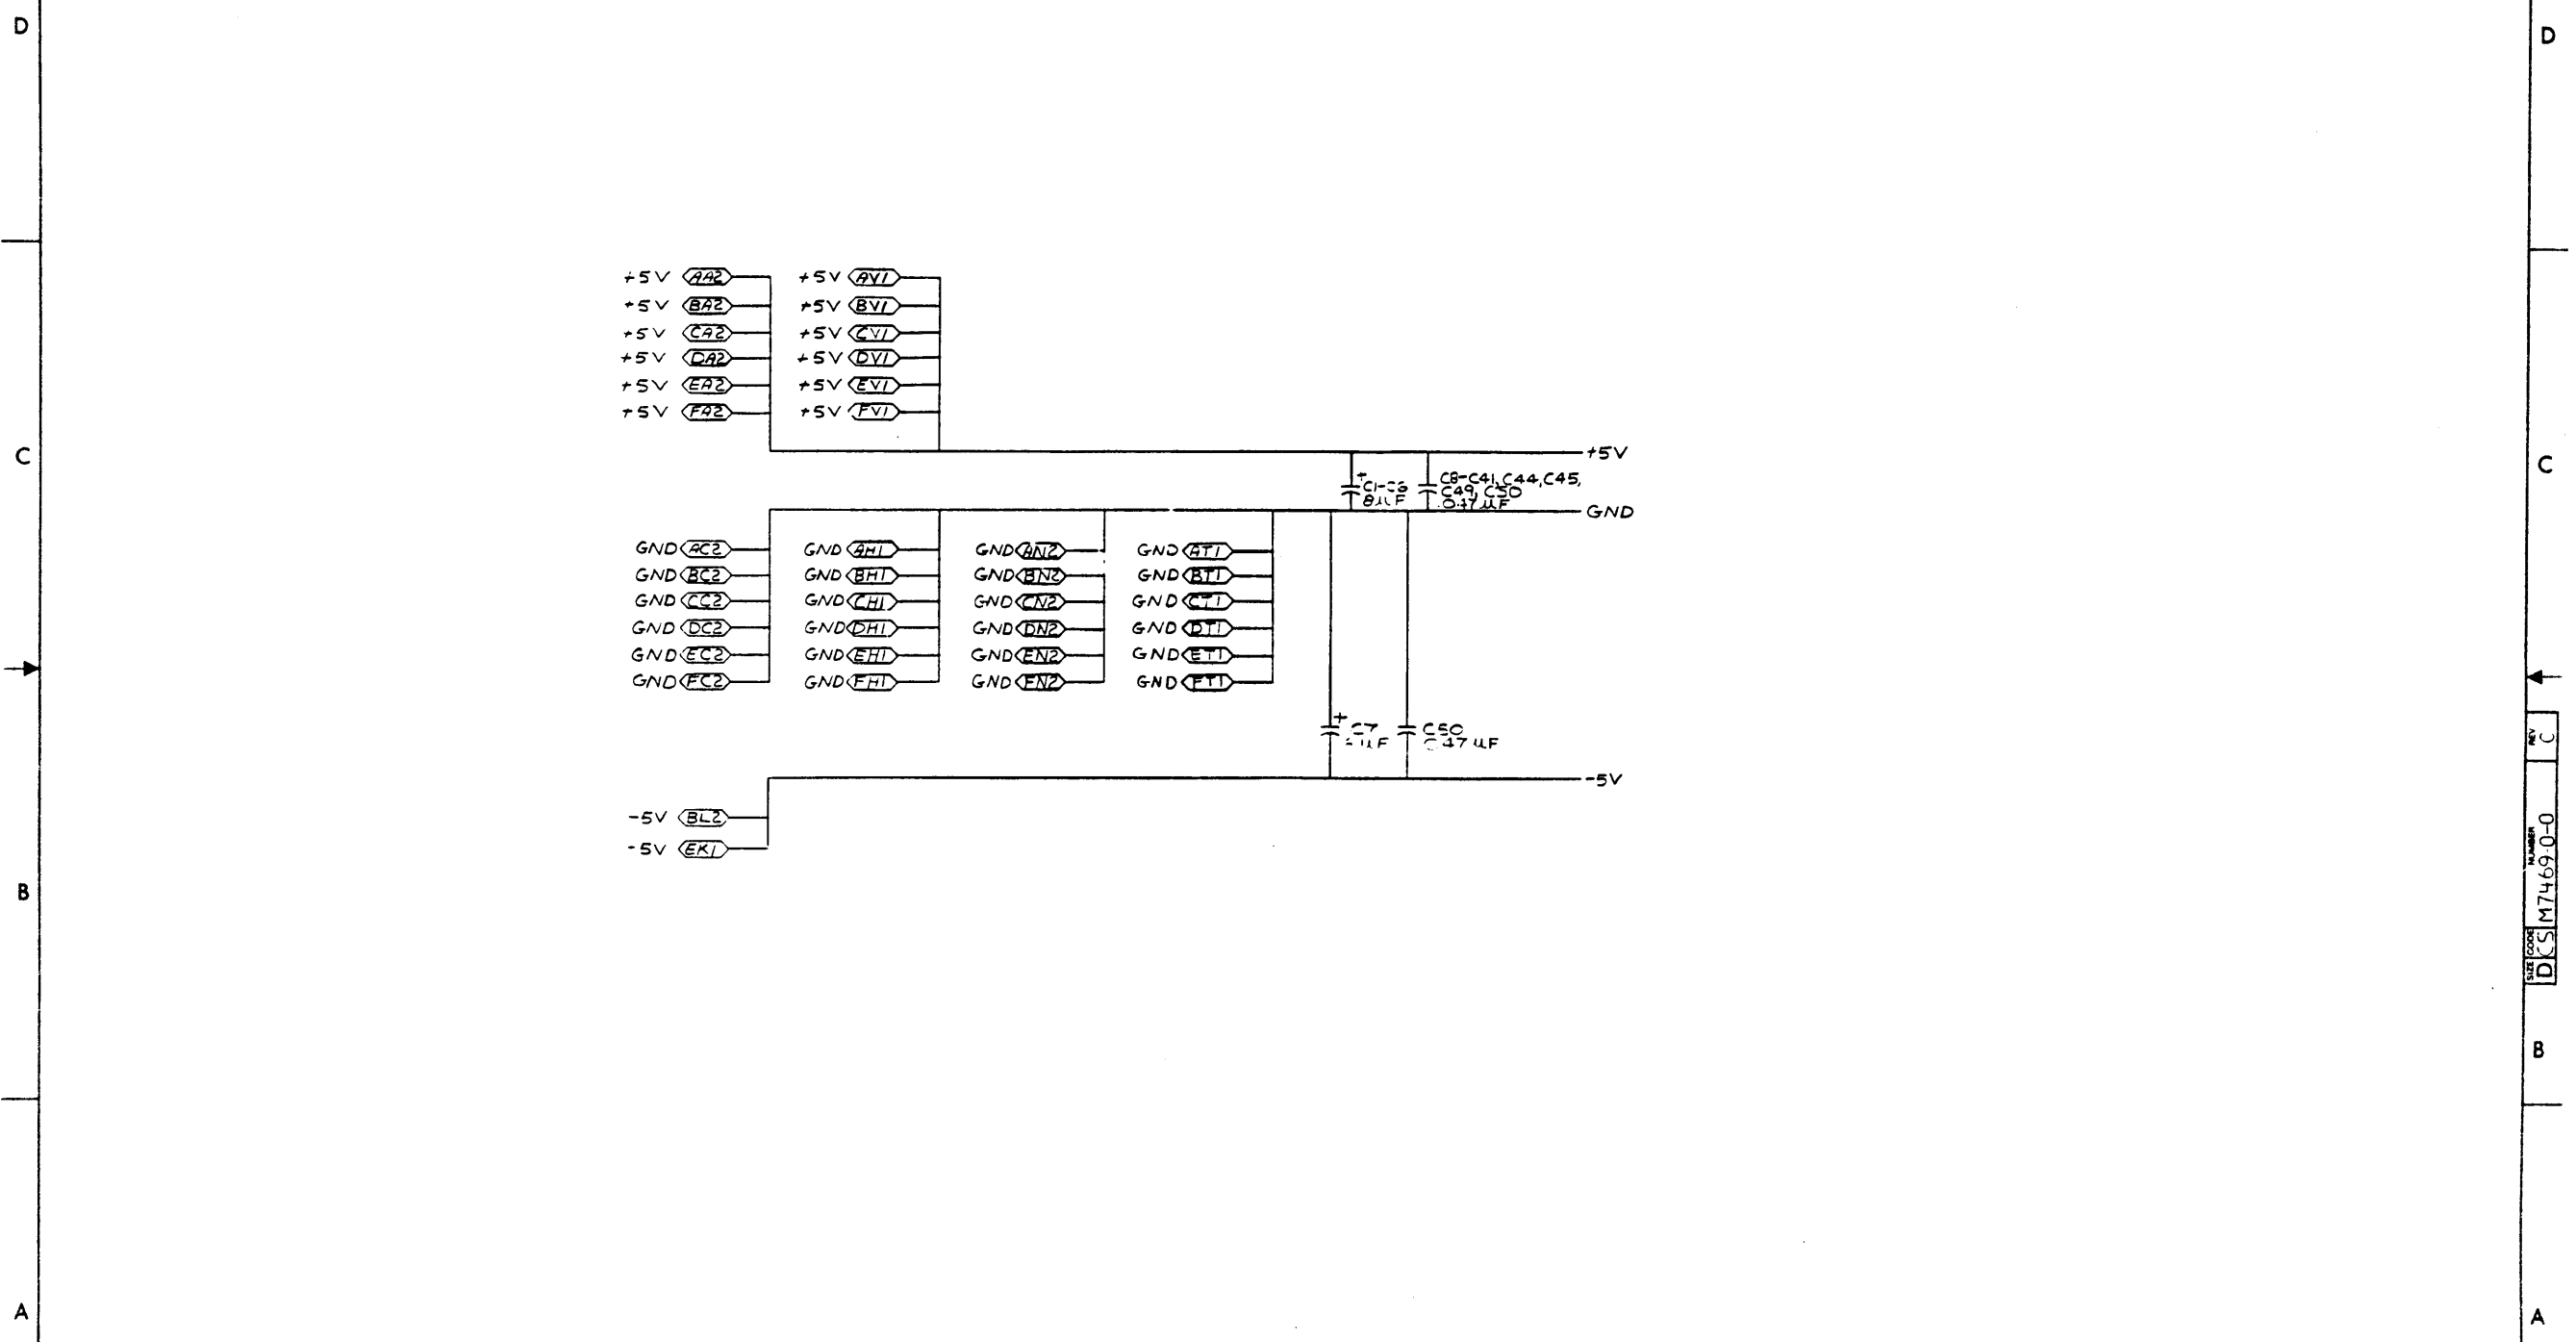 D
D
+5V AA2 +5V AV1
+5V BA2 +5V BV1
+5V CA2 +5V CV1
+5V DA2 +5V DV1
+5V EA2 +5V EV1
+5V FA2 +5V FV1
C
+5V
C
C8-C41, C44, C45,
C49, C50
GND
GND AC2 GND AH1 GND AN2 GND AT1
GND BC2 GND BH1 GND BN2 GND BT1
GND CC2 GND CH1 GND CN2 GND CT1
GND DC2 GND DH1 GND DN2 GND DT1
GND EC2 GND EH1 GND EN2 GND ET1
GND FC2 GND FH1 GND FN2 GND FT1
+ C7 C50
-5V
-5V BL2
-5V EK1
B
SIZE CODE NUMBER REV
D CS M7469-0-0 C
B
A
A